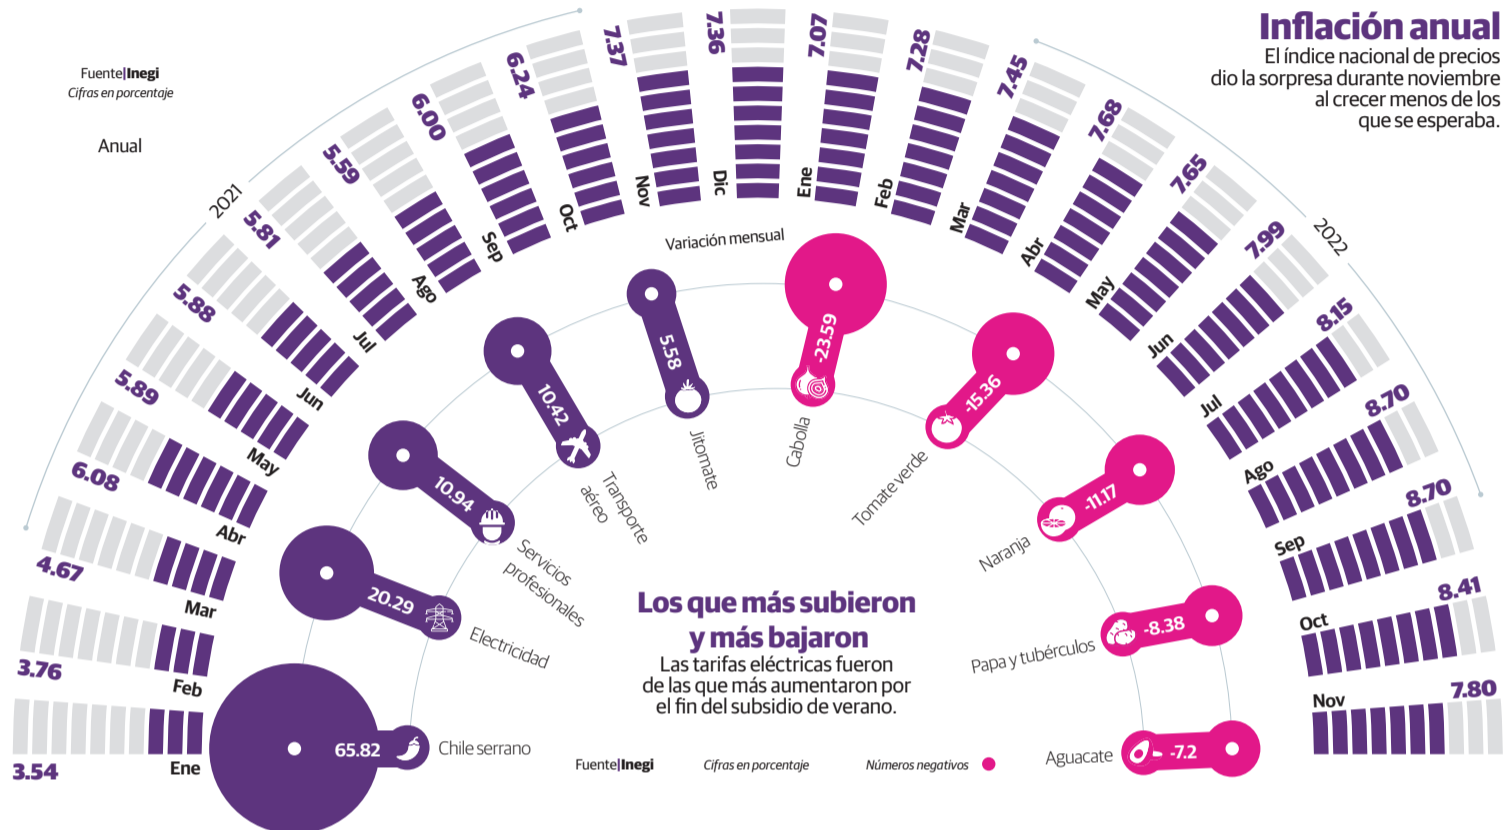 Inflación anual
El índice nacional de precios
dio la sorpresa durante noviembre
al crecer menos de los
que se esperaba.
Fuente|Inegi
Cifras en porcentaje
Anual
2021
3.54
Ene
3.76
Feb
4.67
Mar
6.08
Abr
5.89
May
5.88
Jun
5.81
Jul
5.59
Ago
6.00
Sep
6.24
Oct
7.37
Nov
7.36
Dic
2022
7.07
Ene
7.28
Feb
7.45
Mar
7.68
Abr
7.65
May
7.99
Jun
8.15
Jul
8.70
Ago
8.70
Sep
8.41
Oct
7.80
Nov
Variación mensual
65.82
Chile serrano
20.29
Electricidad
10.94
Servicios
profesionales
10.42
Transporte
aéreo
5.58
Jitomate
-23.59
Cabolla
-15.36
Tomate verde
-11.17
Naranja
-8.38
Papa y tubérculos
-7.2
Aguacate
Los que más subieron
y más bajaron
Las tarifas eléctricas fueron
de las que más aumentaron por
el fin del subsidio de verano.
Fuente|Inegi
Cifras en porcentaje
Números negativos